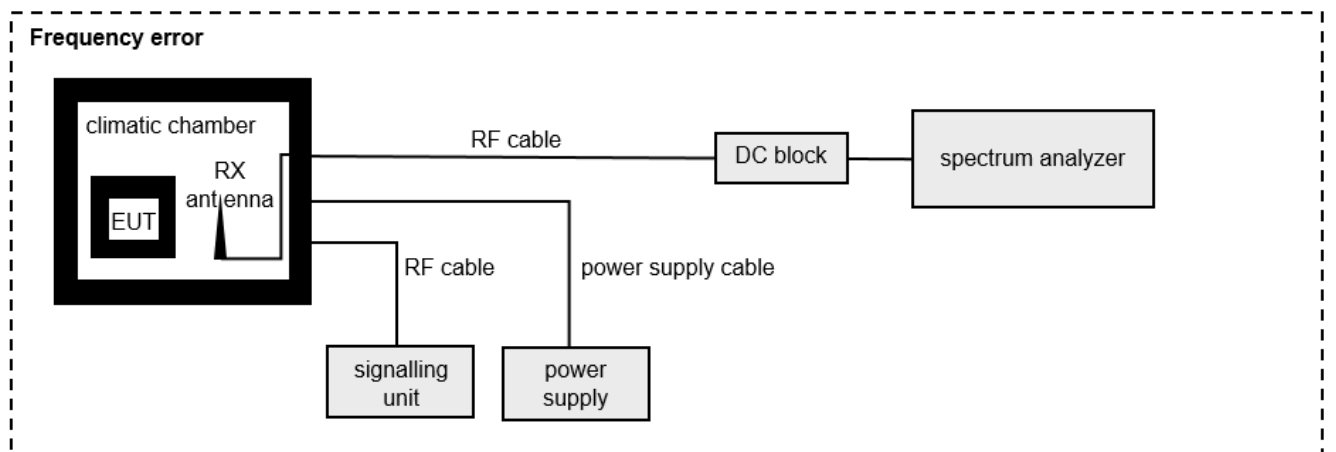 Frequency error
climatic chamber
RX
antenna
EUT
RF cable
DC block
spectrum analyzer
RF cable
power supply cable
signalling
unit
power
supply